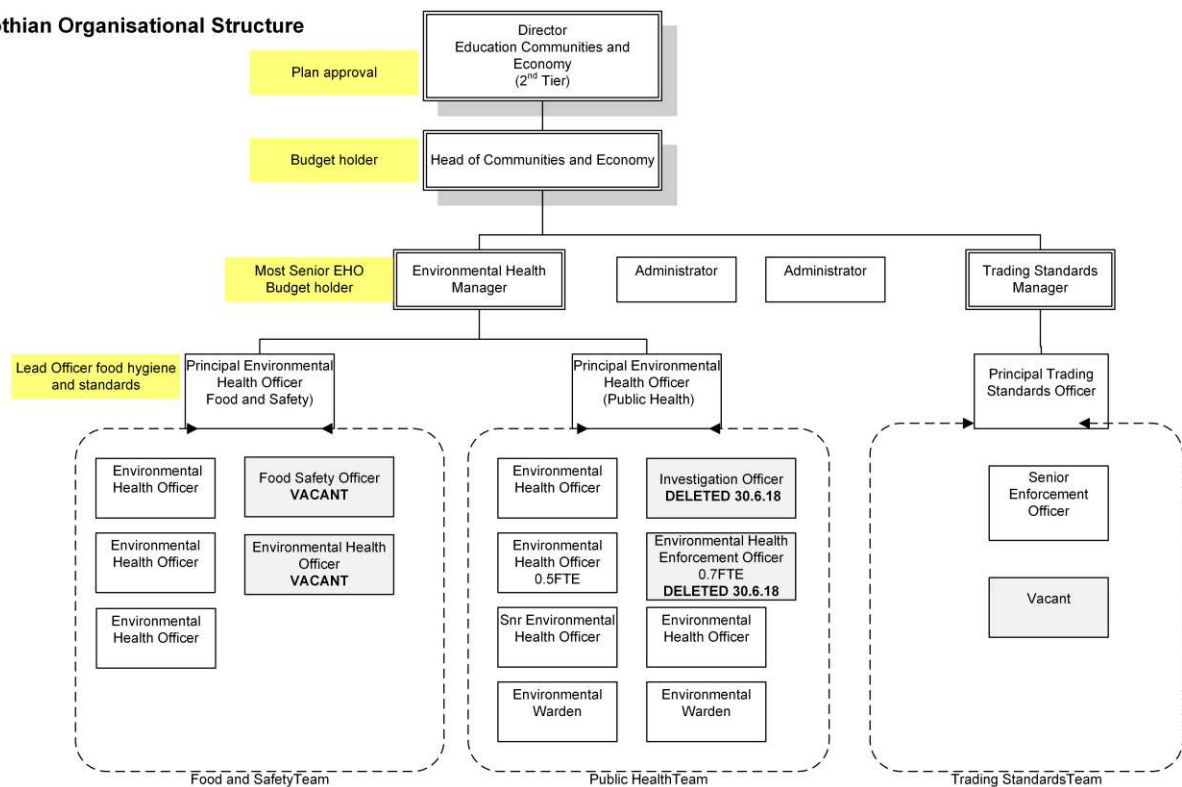 othian Organisational Structure
Director
Education Communities and
Economy
(2nd Tier)
Plan approval
Budget holder
Head of Communities and Economy
Most Senior EHO
Budget holder
Environmental Health
Manager
Administrator
Administrator
Trading Standards
Manager
Lead Officer food hygiene
and standards
Principal Environmental
Health Officer
Food and Safety)
Principal Environmental
Health Officer
(Public Health)
Principal Trading
Standards Officer
Environmental
Health Officer
Food Safety Officer
VACANT
Environmental
Health Officer
Environmental Health
Officer
VACANT
Environmental
Health Officer
Food and SafetyTeam
Environmental
Health Officer
Investigation Officer
DELETED 30.6.18
Environmental
Health Officer
0.5FTE
Environmental Health
Enforcement Officer
0.7FTE
DELETED 30.6.18
Snr Environmental
Health Officer
Environmental
Health Officer
Environmental
Warden
Environmental
Warden
Public HealthTeam
Senior
Enforcement
Officer
Vacant
Trading StandardsTeam